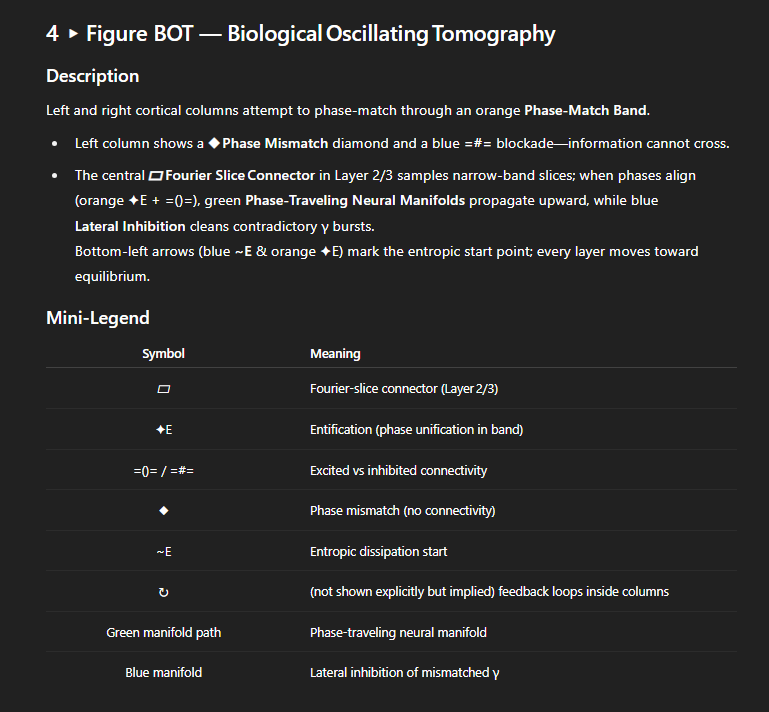 4 ▸ Figure BOT — Biological Oscillating Tomography
Description
Left and right cortical columns attempt to phase-match through an orange Phase-Match Band.
• Left column shows a ◆ Phase Mismatch diamond and a blue =#= blockade—information cannot cross.
• The central ▱ Fourier Slice Connector in Layer 2/3 samples narrow-band slices; when phases align
(orange ✦E + =()=), green Phase-Traveling Neural Manifolds propagate upward, while blue
Lateral Inhibition cleans contradictory γ bursts.
Bottom-left arrows (blue ~E & orange ✦E) mark the entropic start point; every layer moves toward
equilibrium.
Mini-Legend
Symbol Meaning
▱ Fourier-slice connector (Layer 2/3)
✦E Entification (phase unification in band)
=()= / =#= Excited vs inhibited connectivity
◆ Phase mismatch (no connectivity)
~E Entropic dissipation start
↻ (not shown explicitly but implied) feedback loops inside columns
Green manifold path Phase-traveling neural manifold
Blue manifold Lateral inhibition of mismatched γ